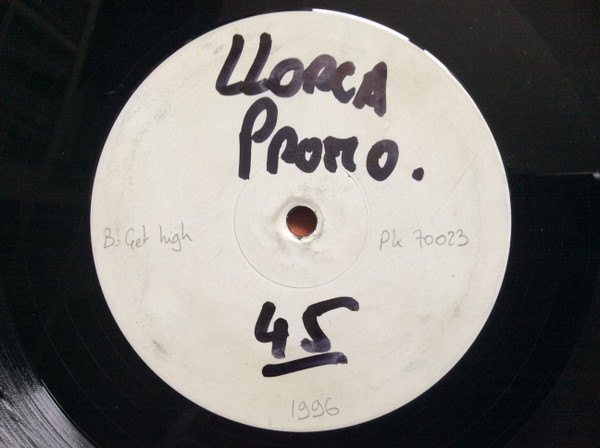 LLORCA
PROMO.
B: Get high
Pk 70023
45
1996